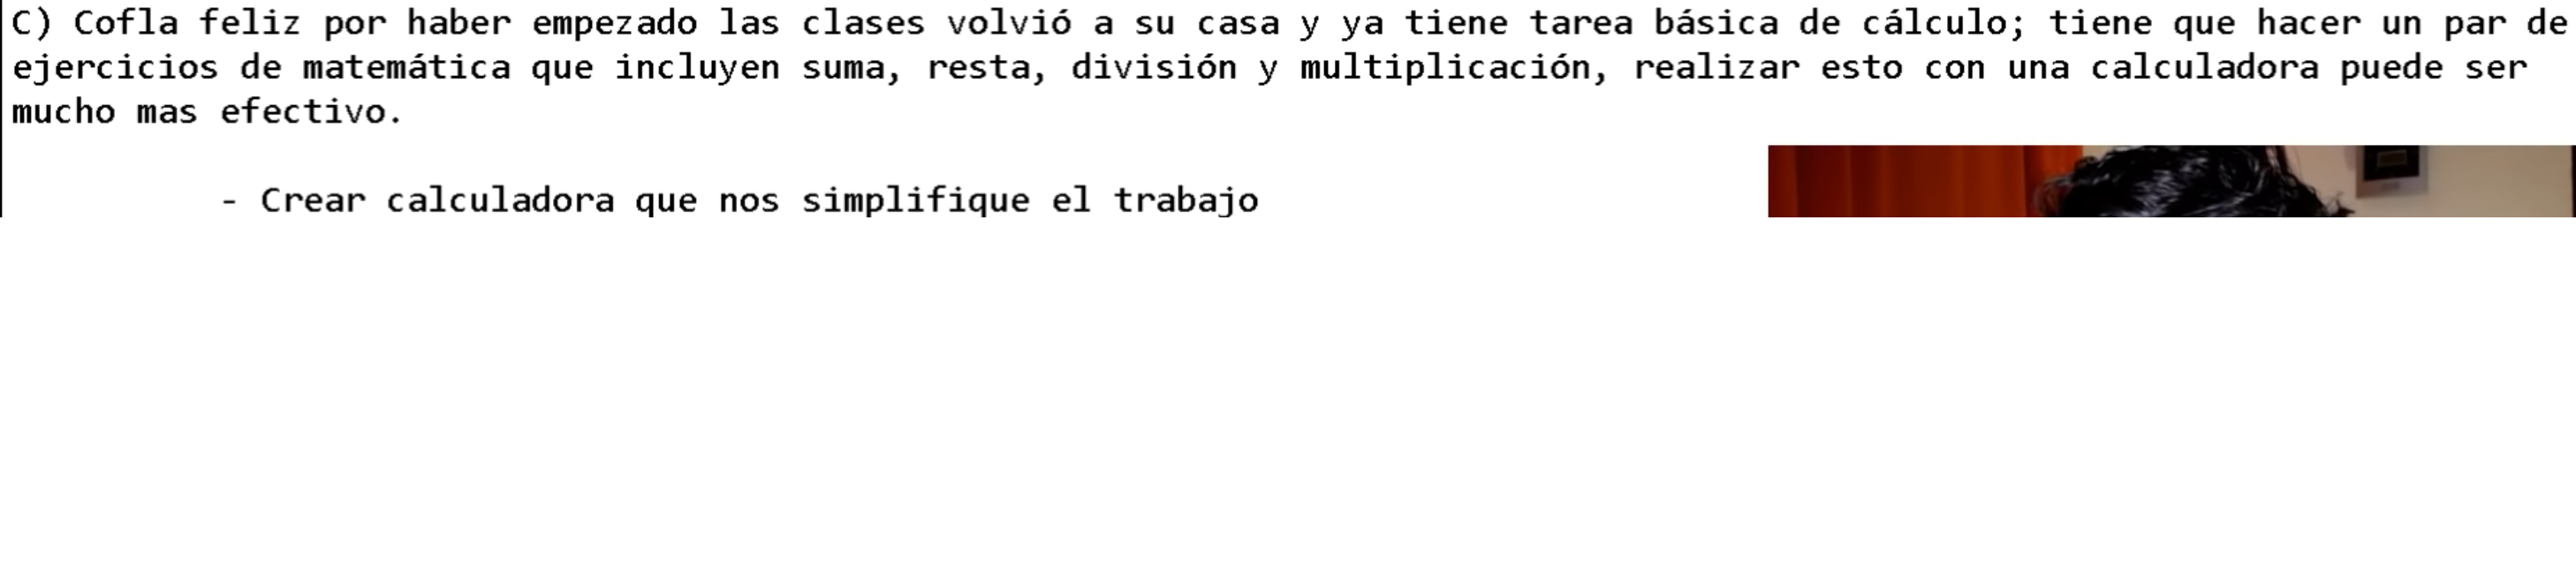 C) Cofla feliz por haber empezado las clases volvió a su casa y ya tiene tarea básica de cálculo; tiene que hacer un par de
ejercicios de matemática que incluyen suma, resta, división y multiplicación, realizar esto con una calculadora puede ser
mucho mas efectivo.
- Crear calculadora que nos simplifique el trabajo